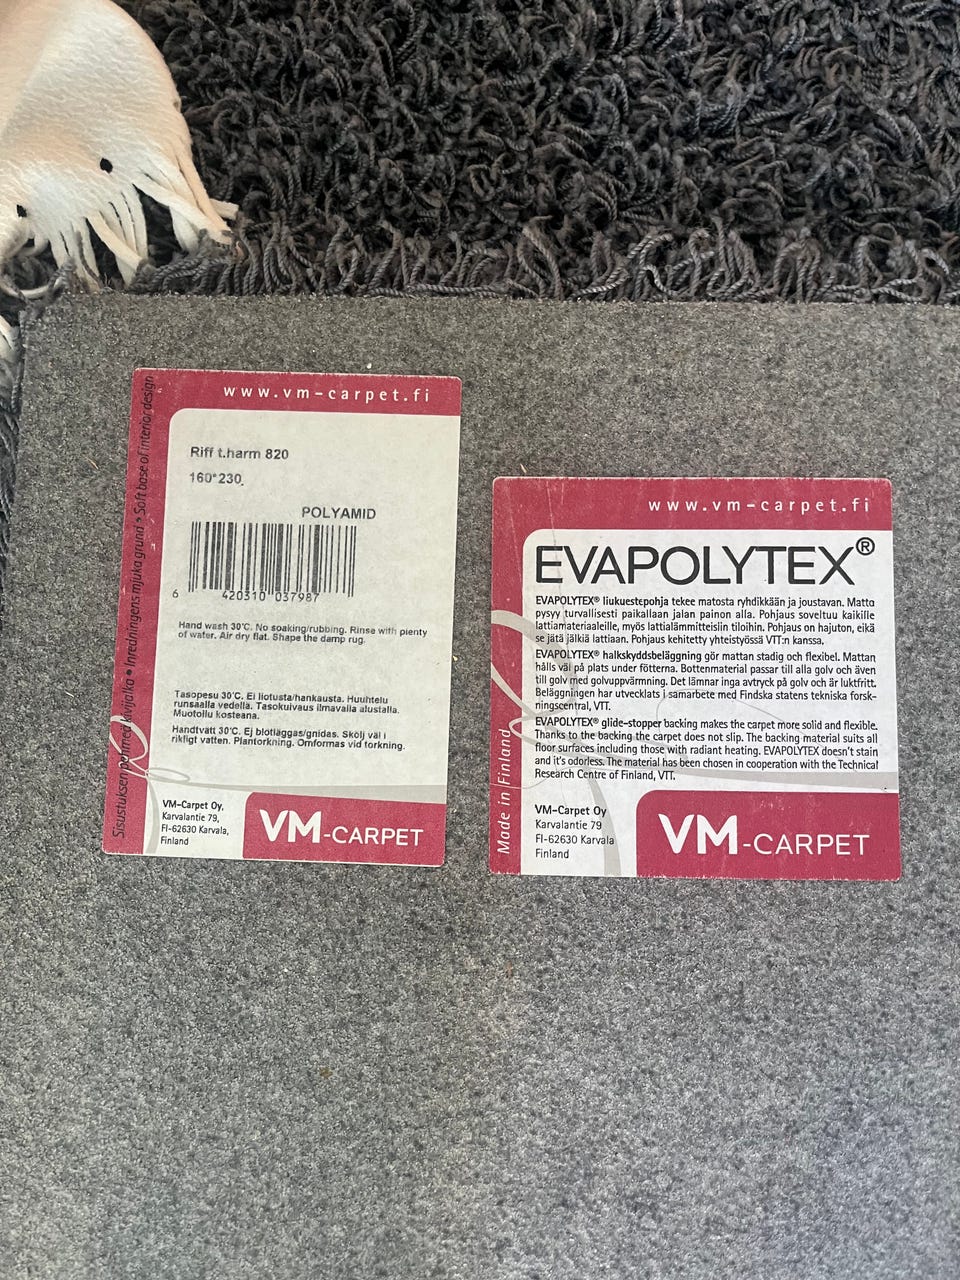 www.vm-carpet.fi
Riff t.harm 820
160*230
POLYAMID
6 420310 037987
Hand wash 30°C. No soaking/rubbing. Rinse with plenty
of water. Air dry flat. Shape the damp rug.
Tasopesu 30°C. Ei liotusta/hankausta. Huuhtelu
runsaalla vedellä. Tasokuivaus ilmavalla alustalla.
Muotoilu kosteana.
Handtvätt 30°C. Ej blötläggas/gnidas. Skölj väl i
rikligt vatten. Plantorkning. Omformas vid torkning.
VM-Carpet Oy,
Karvalantie 79,
FI-62630 Karvala,
Finland
VM-CARPET
Sisustuksen pehmeä kivijalka • Inredningens mjuka grund • Soft base of interior design
www.vm-carpet.fi
EVAPOLYTEX®
EVAPOLYTEX® liukuestepohja tekee matosta ryhdikkään ja joustavan. Matto
pysyy turvallisesti paikallaan jalan painon alla. Pohjaus soveltuu kaikille
lattiamateriaaleille, myös lattialämmitteisiin tiloihin. Pohjaus on hajuton, eikä
se jätä jälkiä lattiaan. Pohjaus kehitetty yhteistyössä VTT:n kanssa.
EVAPOLYTEX® halkskyddsbeläggning gör mattan stadig och flexibel. Mattan
hålls väl på plats under fötterna. Bottenmaterial passar till alla golv och även
till golv med golvuppvärmning. Det lämnar inga avtryck på golv och är luktfritt.
Beläggningen har utvecklats i samarbete med Findska statens tekniska forsk-
ningscentral, VTT.
EVAPOLYTEX® glide-stopper backing makes the carpet more solid and flexible.
Thanks to the backing the carpet does not slip. The backing material suits all
floor surfaces including those with radiant heating. EVAPOLYTEX doesn't stain
and it's odorless. The material has been chosen in cooperation with the Technical
Research Centre of Finland, VTT.
VM-Carpet Oy
Karvalantie 79
FI-62630 Karvala
Finland
VM-CARPET
Made in Finland